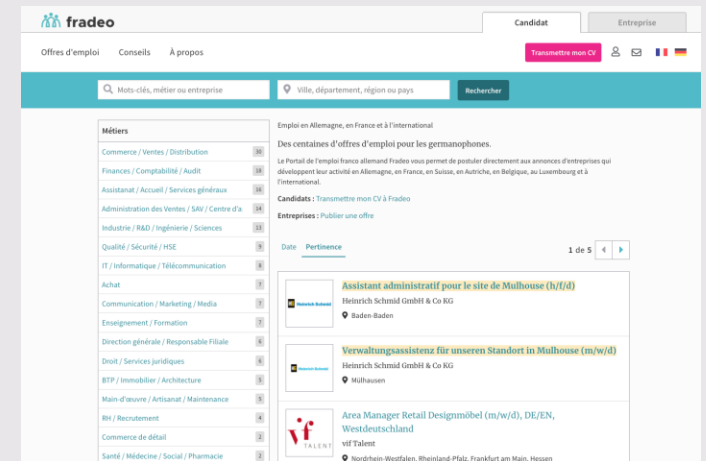 fradeo
Candidat
Entreprise
Offres d'emploi
Conseils
À propos
Transmettre mon CV
Mots-clés, métier ou entreprise
Ville, département, région ou pays
Rechercher
Métiers
Commerce / Ventes / Distribution 30
Finances / Comptabilité / Audit 18
Assistanat / Accueil / Services généraux 16
Administration des Ventes / SAV / Centre d'a 14
Industrie / R&D / Ingénierie / Sciences 13
Qualité / Sécurité / HSE 9
IT / Informatique / Télécommunication 8
Achat 7
Communication / Marketing / Media 7
Enseignement / Formation 7
Direction générale / Responsable Filiale 6
Droit / Services juridiques 6
BTP / Immobilier / Architecture 5
Main-d'œuvre / Artisanat / Maintenance 5
RH / Recrutement 4
Commerce de détail 2
Santé / Médecine / Social / Pharmacie 2
Emploi en Allemagne, en France et à l'international
Des centaines d'offres d'emploi pour les germanophones.
Le Portail de l'emploi franco allemand Fradeo vous permet de postuler directement aux annonces d'entreprises qui
développent leur activité en Allemagne, en France, en Suisse, en Autriche, en Belgique, au Luxembourg et à
l'international.
Candidats : Transmettre mon CV à Fradeo
Entreprises : Publier une offre
Date
Pertinence
1 de 5
Heinrich Schmid
Assistant administratif pour le site de Mulhouse (h/f/d)
Heinrich Schmid GmbH & Co KG
Baden-Baden
Heinrich Schmid
Verwaltungsassistenz für unseren Standort in Mulhouse (m/w/d)
Heinrich Schmid GmbH & Co KG
Mülhausen
vif
TALENT
Area Manager Retail Designmöbel (m/w/d), DE/EN,
Westdeutschland
vif Talent
Nordrhein-Westfalen, Rheinland-Pfalz, Frankfurt am Main, Hessen